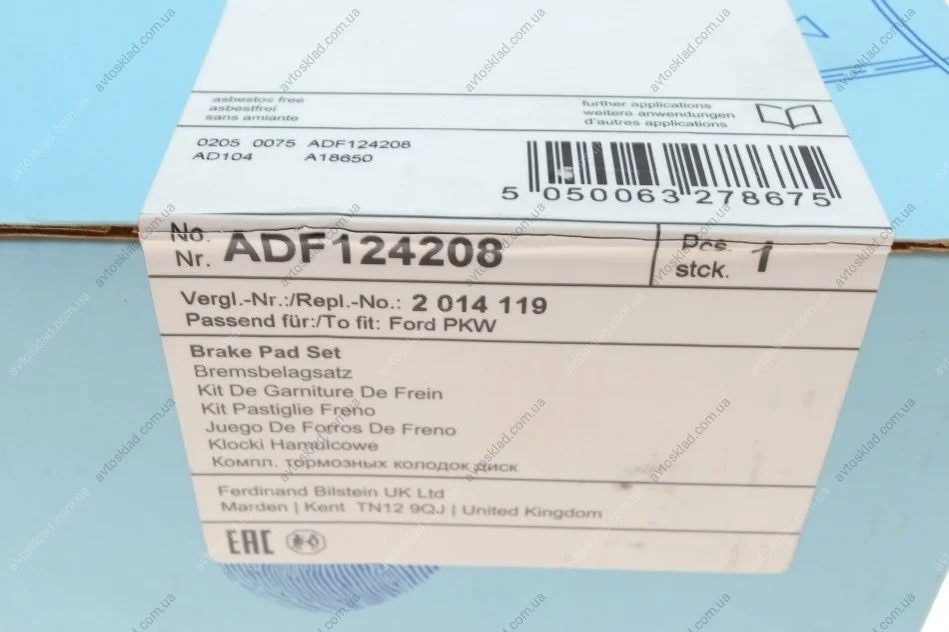 asbestos free
asbestfrei
sans amiante
further applications
weitere anwendungen
d'autres applications
0205 0075 ADF124208
AD104 A18650
5 050063 278675
No.
Nr. ADF124208
Pcs.
stck. 1
Vergl.-Nr.:/Repl.-No.: 2 014 119
Passend für:/To fit: Ford PKW
Brake Pad Set
Bremsbelagsatz
Kit De Garniture De Frein
Kit Pastiglie Freno
Juego De Forros De Freno
Klocki Hamulcowe
Компл. тормозных колодок диск
Ferdinand Bilstein UK Ltd
Marden | Kent TN12 9QJ | United Kingdom
EAC
avtosklad.com.ua